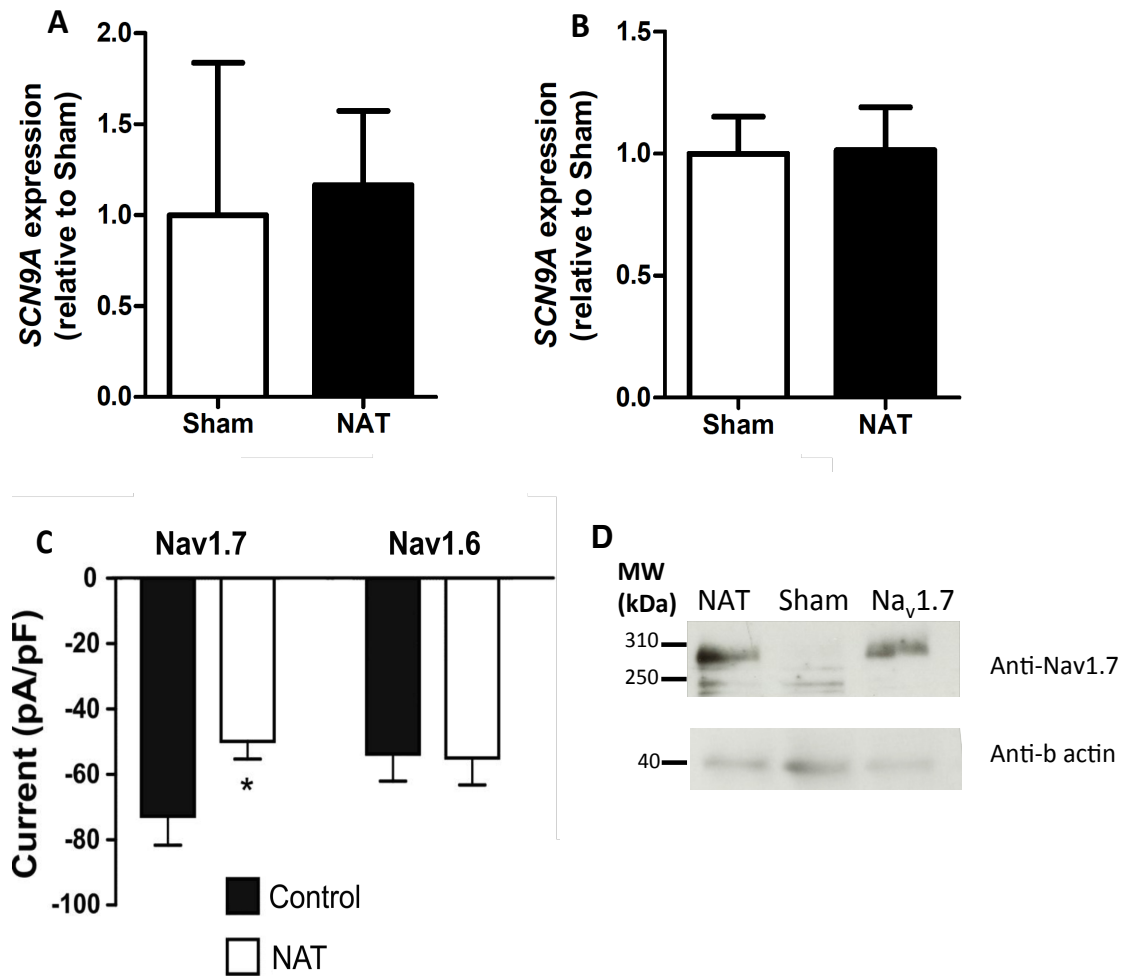 A
SCN9A expression
(relative to Sham)
2.0
1.5
1.0
0.5
0.0
Sham NAT
B
SCN9A expression
(relative to Sham)
1.5
1.0
0.5
0.0
Sham NAT
C
Nav1.7 Nav1.6
Current (pA/pF)
0
-20
-40
-60
-80
-100
*
Control
NAT
D
MW
(kDa) NAT Sham Nav1.7
310
250
Anti-Nav1.7
40
Anti-b actin